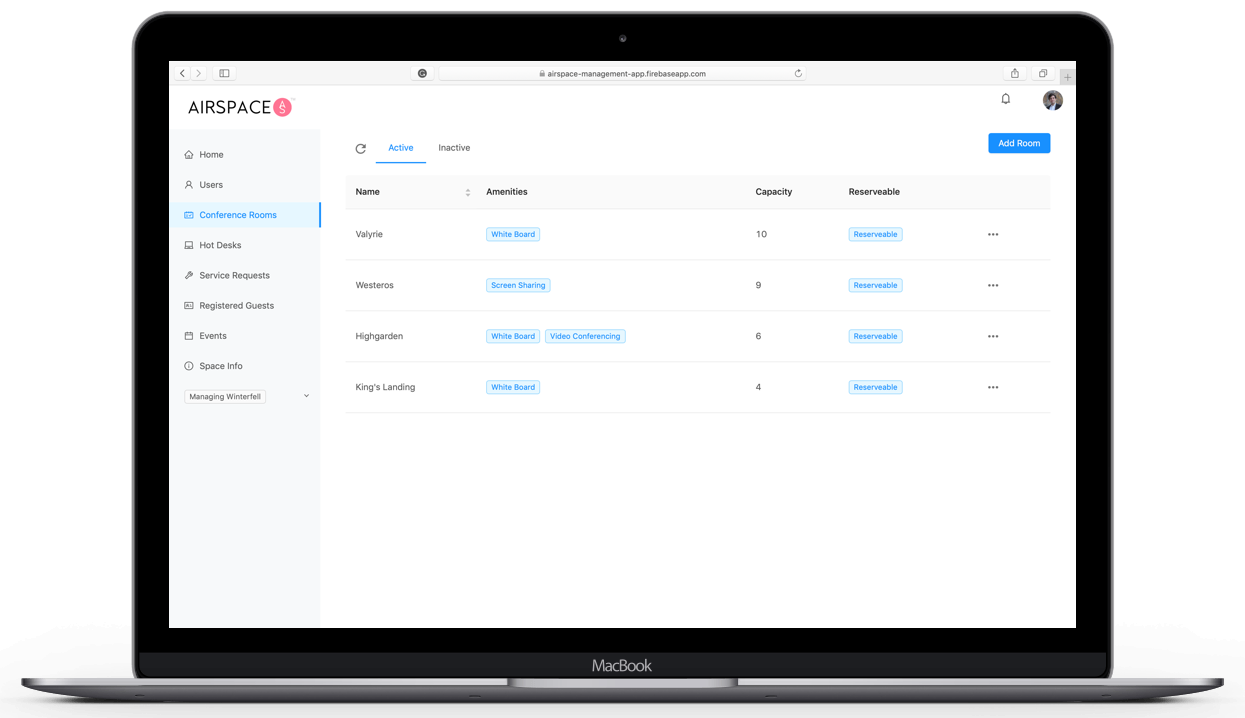 airspace-management-app.firebaseapp.com
AIRSPACE AS
Home
Users
Conference Rooms
Hot Desks
Service Requests
Registered Guests
Events
Space Info
Managing Winterfell
Active Inactive Add Room
Name Amenities Capacity Reserveable
Valyrie White Board 10 Reserveable •••
Westeros Screen Sharing 9 Reserveable •••
Highgarden White Board Video Conferencing 6 Reserveable •••
King's Landing White Board 4 Reserveable •••
MacBook